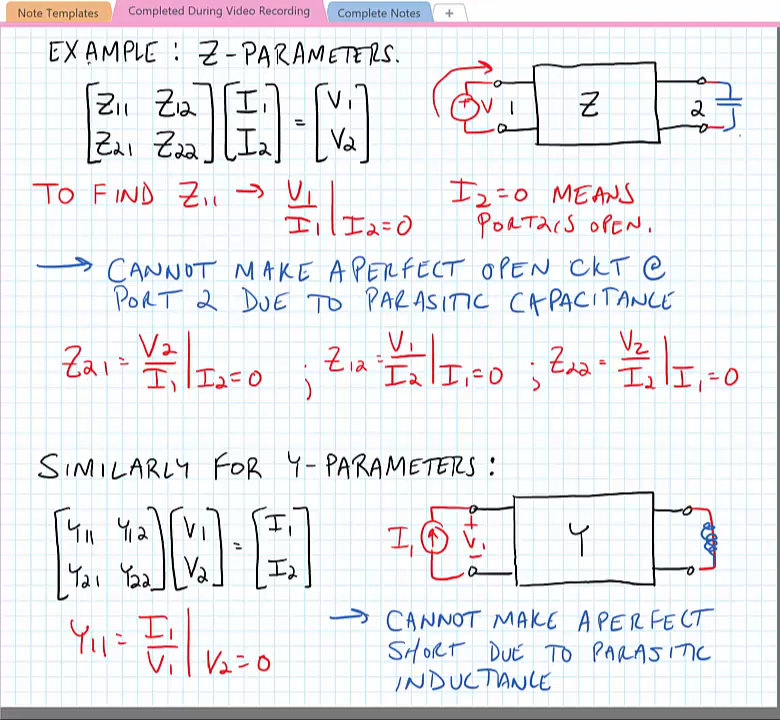 Note Templates
Completed During Video Recording
Complete Notes
+
EXAMPLE: Z-PARAMETERS.
[Z11 Z12] [I1] = [V1]
[Z21 Z22] [I2] [V2]
V 1 Z 2
TO FIND Z11 → V1/I1 | I2=0
I2=0 MEANS
PORT 2 IS OPEN.
→ CANNOT MAKE A PERFECT OPEN CKT @
PORT 2 DUE TO PARASITIC CAPACITANCE
Z21 = V2/I1 | I2=0 ; Z12 = V1/I2 | I1=0 ; Z22 = V2/I2 | I1=0
SIMILARLY FOR Y-PARAMETERS:
[Y11 Y12] [V1] = [I1]
[Y21 Y22] [V2] [I2]
I1 + V1 − Y
Y11 = I1/V1 | V2=0
→ CANNOT MAKE A PERFECT
SHORT DUE TO PARASITIC
INDUCTANCE